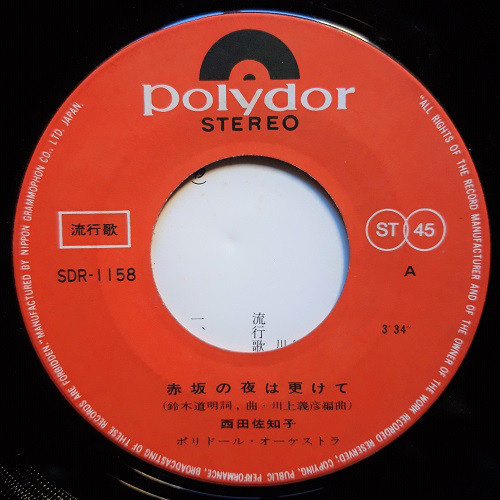 polydor
STEREO
流行歌
SDR-1158
ST 45
A
3'34"
赤坂の夜は更けて
(鈴木道明詞．曲・川上義彦編曲)
西田佐知子
ポリドール・オーケストラ
"ALL RIGHTS OF THE RECORD MANUFACTURER AND OF THE OWNER OF THE WORK RECORDED RESERVED, COPYING, PUBLIC PERFORMANCE, BROADCASTING OF THESE RECORDS ARE FORBIDDEN." MANUFACTURED BY NIPPON GRAMMOPHON CO., LTD. JAPAN.
流行歌
一、